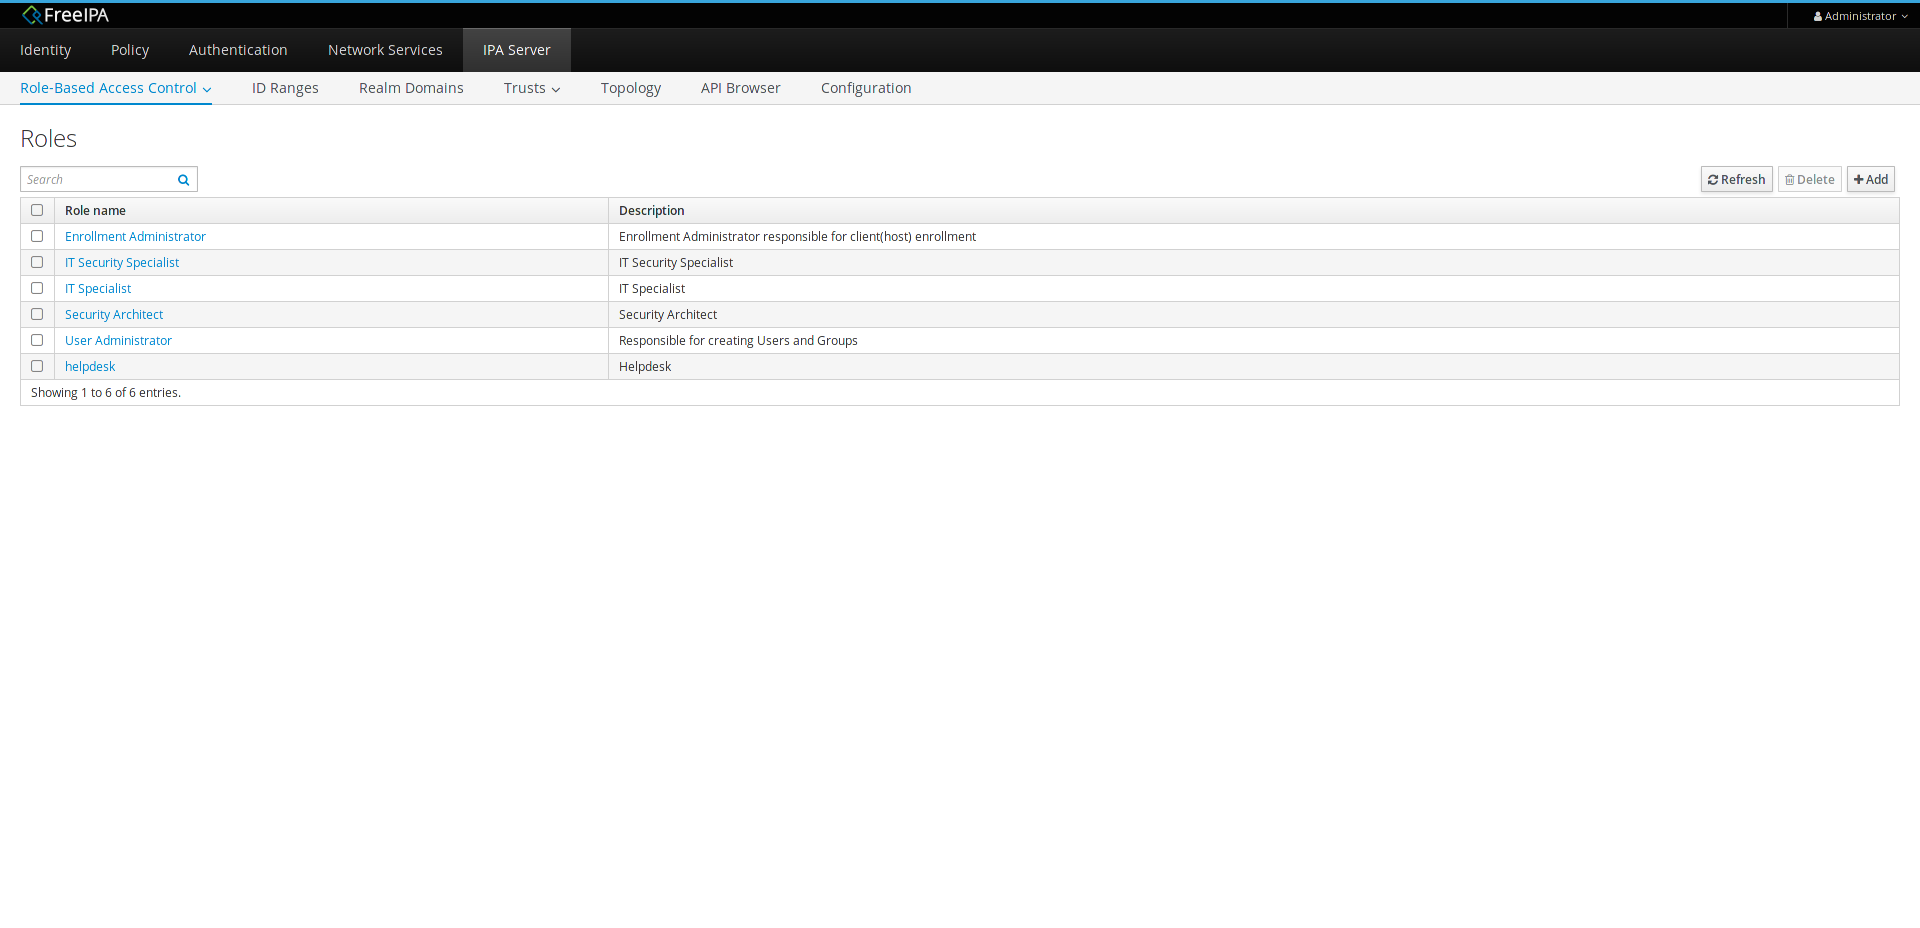 FreeIPA
Administrator
Identity Policy Authentication Network Services IPA Server
Role-Based Access Control ID Ranges Realm Domains Trusts Topology API Browser Configuration
Roles
Search Refresh Delete Add
Role name Description
Enrollment Administrator Enrollment Administrator responsible for client(host) enrollment
IT Security Specialist IT Security Specialist
IT Specialist IT Specialist
Security Architect Security Architect
User Administrator Responsible for creating Users and Groups
helpdesk Helpdesk
Showing 1 to 6 of 6 entries.